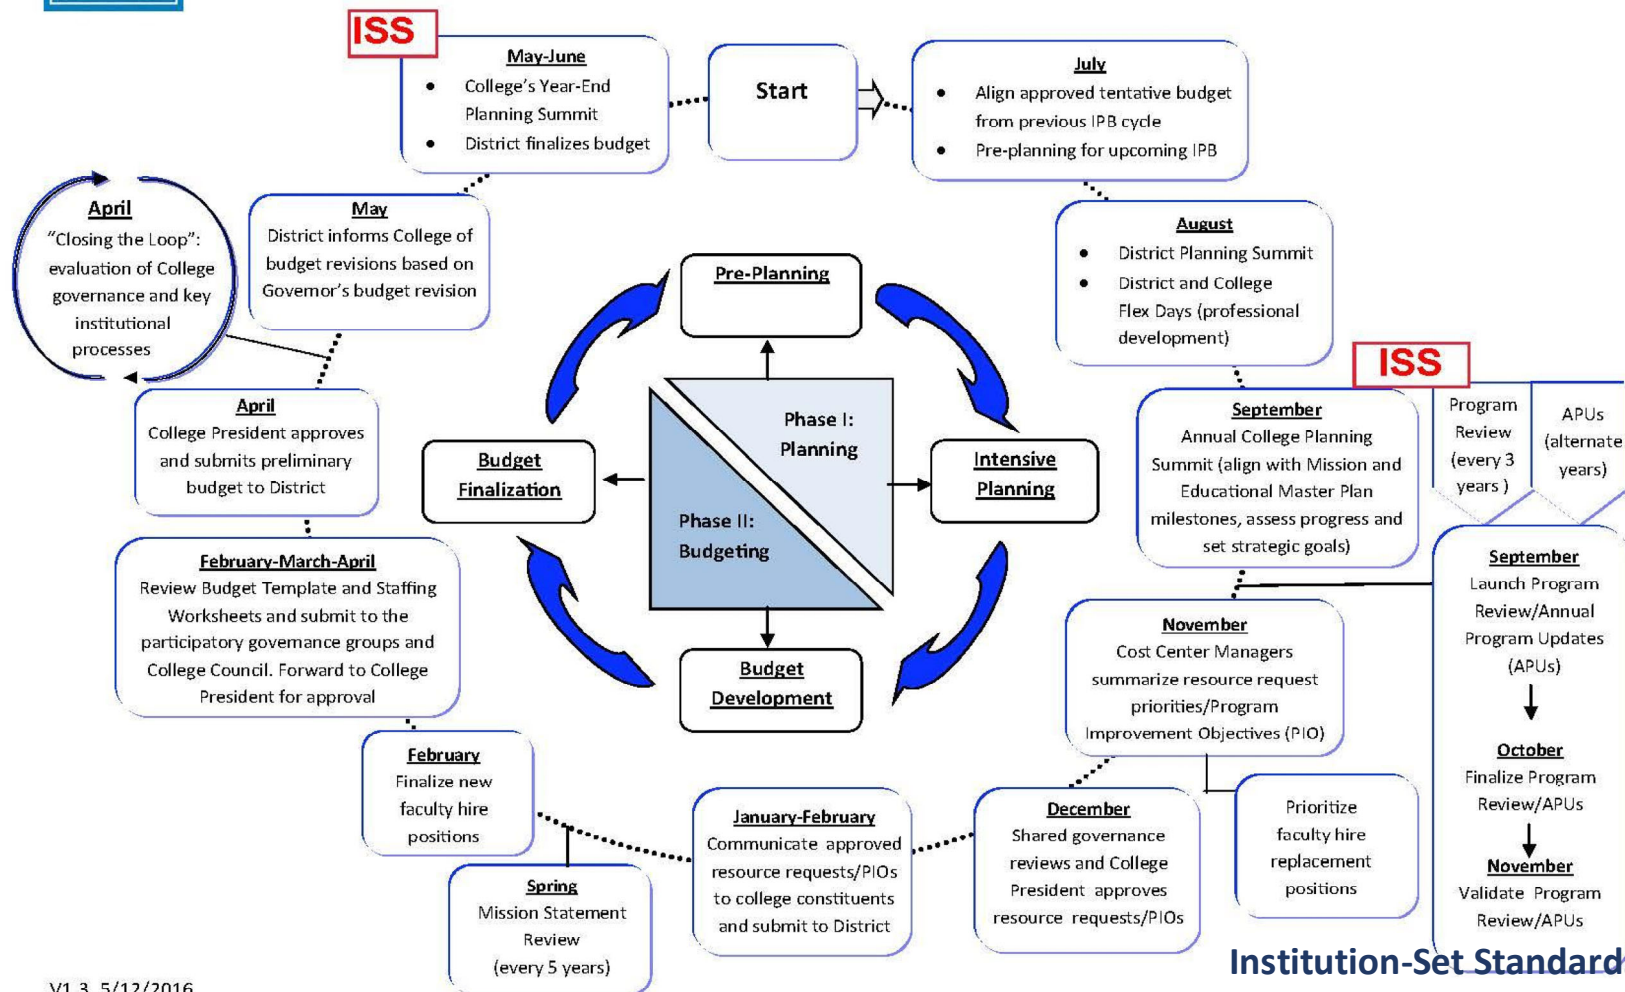 ISS
May-June
• College's Year-End
Planning Summit
• District finalizes budget
Start
July
• Align approved tentative budget
from previous IPB cycle
• Pre-planning for upcoming IPB
August
• District Planning Summit
• District and College
Flex Days (professional
development)
ISS
September
Annual College Planning
Summit (align with Mission and
Educational Master Plan
milestones, assess progress and
set strategic goals)
Program
Review
(every 3
years )
APUs
(alternate
years)
September
Launch Program
Review/Annual
Program Updates
(APUs)
October
Finalize Program
Review/APUs
November
Validate Program
Review/APUs
November
Cost Center Managers
summarize resource request
priorities/Program
Improvement Objectives (PIO)
Prioritize
faculty hire
replacement
positions
December
Shared governance
reviews and College
President approves
resource requests/PIOs
January-February
Communicate approved
resource requests/PIOs
to college constituents
and submit to District
Spring
Mission Statement
Review
(every 5 years)
February
Finalize new
faculty hire
positions
February-March-April
Review Budget Template and Staffing
Worksheets and submit to the
participatory governance groups and
College Council. Forward to College
President for approval
April
College President approves
and submits preliminary
budget to District
April
"Closing the Loop":
evaluation of College
governance and key
institutional
processes
May
District informs College of
budget revisions based on
Governor's budget revision
Pre-Planning
Intensive
Planning
Budget
Development
Budget
Finalization
Phase I:
Planning
Phase II:
Budgeting
Institution-Set Standard
V1.3 5/12/2016